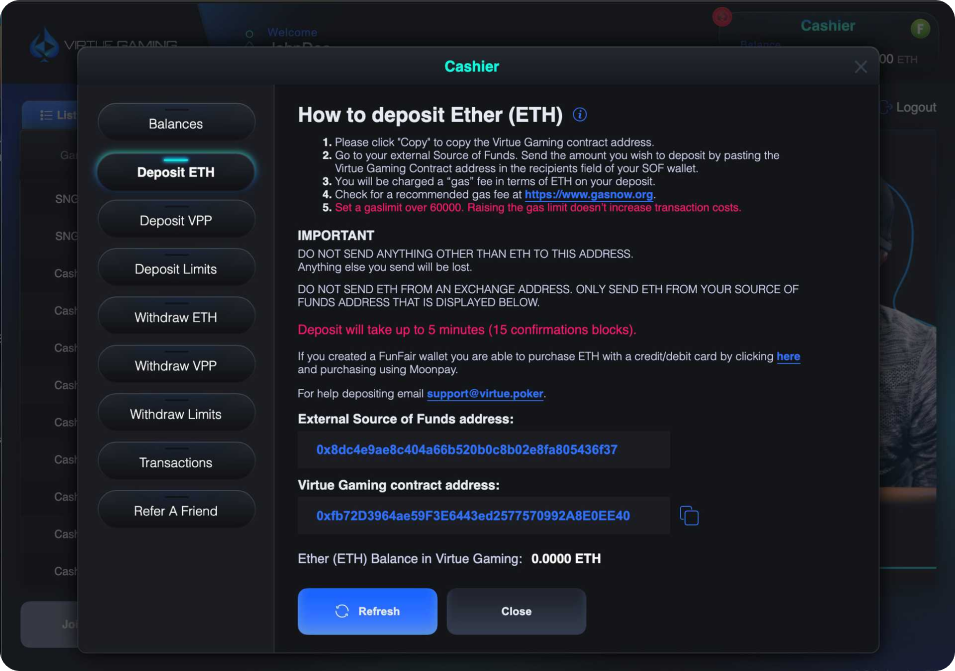 VIRTUE GAMING
Welcome
Cashier
F
00 ETH
Logout
Cashier
List
SNG
SNG
Cash
Cash
Cash
Cash
Cash
Cash
Cash
Cash
Cash
Balances
Deposit ETH
Deposit VPP
Deposit Limits
Withdraw ETH
Withdraw VPP
Withdraw Limits
Transactions
Refer A Friend
How to deposit Ether (ETH)
1. Please click "Copy" to copy the Virtue Gaming contract address.
2. Go to your external Source of Funds. Send the amount you wish to deposit by pasting the
Virtue Gaming Contract address in the recipients field of your SOF wallet.
3. You will be charged a “gas” fee in terms of ETH on your deposit.
4. Check for a recommended gas fee at https://www.gasnow.org.
5. Set a gaslimit over 60000. Raising the gas limit doesn't increase transaction costs.
IMPORTANT
DO NOT SEND ANYTHING OTHER THAN ETH TO THIS ADDRESS.
Anything else you send will be lost.
DO NOT SEND ETH FROM AN EXCHANGE ADDRESS. ONLY SEND ETH FROM YOUR SOURCE OF
FUNDS ADDRESS THAT IS DISPLAYED BELOW.
Deposit will take up to 5 minutes (15 confirmations blocks).
If you created a FunFair wallet you are able to purchase ETH with a credit/debit card by clicking here
and purchasing using Moonpay.
For help depositing email support@virtue.poker.
External Source of Funds address:
0x8dc4e9ae8c404a66b520b0c8b02e8fa805436f37
Virtue Gaming contract address:
0xfb72D3964ae59F3E6443ed2577570992A8E0EE40
Ether (ETH) Balance in Virtue Gaming: 0.0000 ETH
Refresh
Close